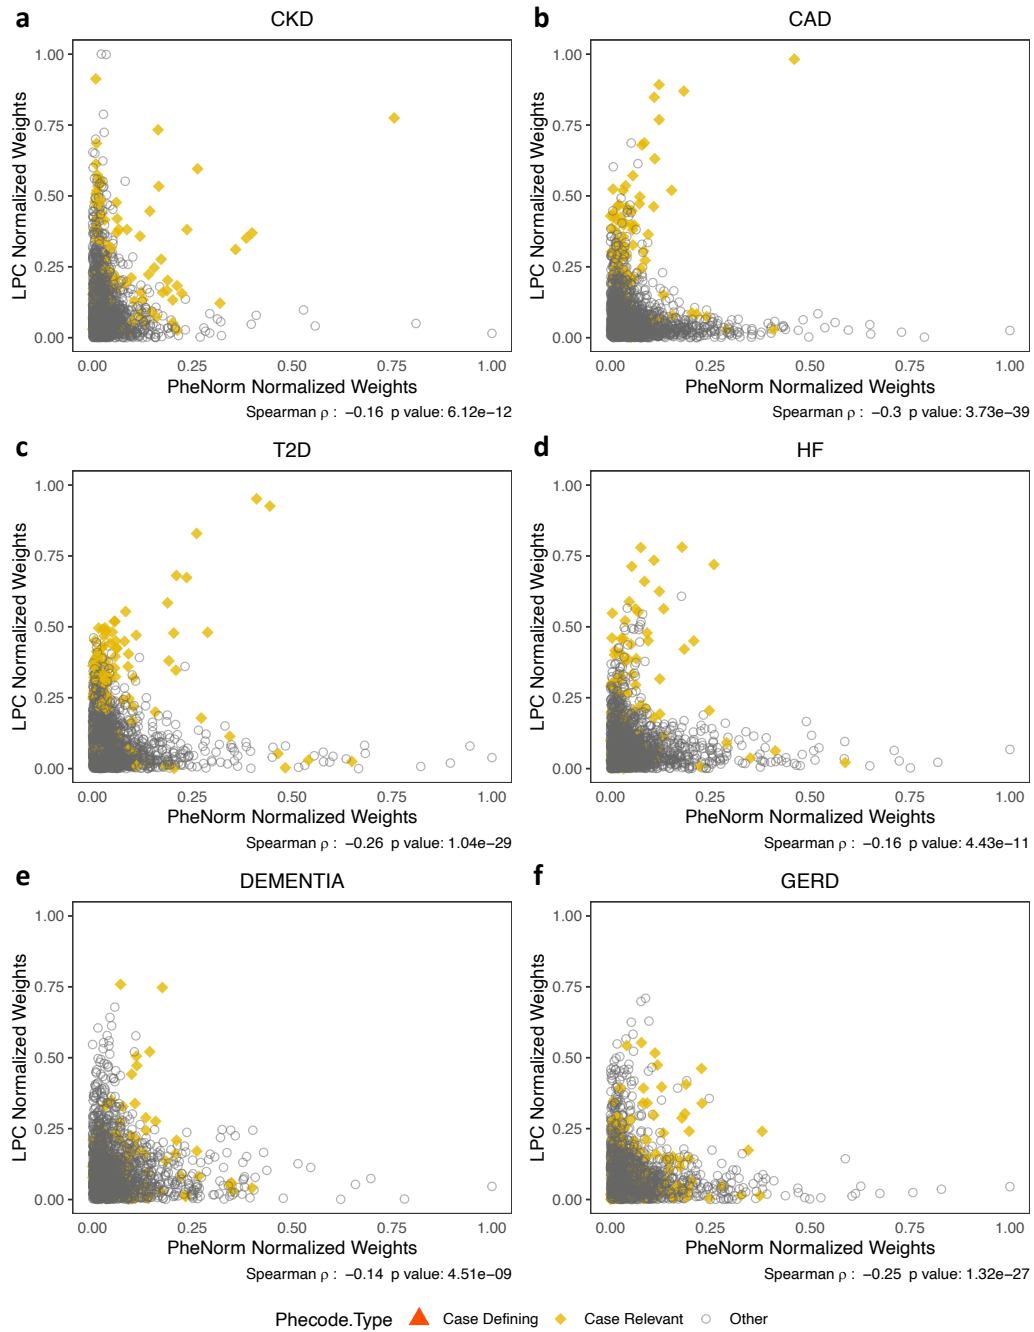 a
CKD
LPC Normalized Weights
1.00
0.75
0.50
0.25
0.00
0.00 0.25 0.50 0.75 1.00
PheNorm Normalized Weights
Spearman ρ : −0.16 p value: 6.12e−12
b
CAD
LPC Normalized Weights
1.00
0.75
0.50
0.25
0.00
0.00 0.25 0.50 0.75 1.00
PheNorm Normalized Weights
Spearman ρ : −0.3 p value: 3.73e−39
c
T2D
LPC Normalized Weights
1.00
0.75
0.50
0.25
0.00
0.00 0.25 0.50 0.75 1.00
PheNorm Normalized Weights
Spearman ρ : −0.26 p value: 1.04e−29
d
HF
LPC Normalized Weights
1.00
0.75
0.50
0.25
0.00
0.00 0.25 0.50 0.75 1.00
PheNorm Normalized Weights
Spearman ρ : −0.16 p value: 4.43e−11
e
DEMENTIA
LPC Normalized Weights
1.00
0.75
0.50
0.25
0.00
0.00 0.25 0.50 0.75 1.00
PheNorm Normalized Weights
Spearman ρ : −0.14 p value: 4.51e−09
f
GERD
LPC Normalized Weights
1.00
0.75
0.50
0.25
0.00
0.00 0.25 0.50 0.75 1.00
PheNorm Normalized Weights
Spearman ρ : −0.25 p value: 1.32e−27
Phecode.Type Case Defining Case Relevant Other